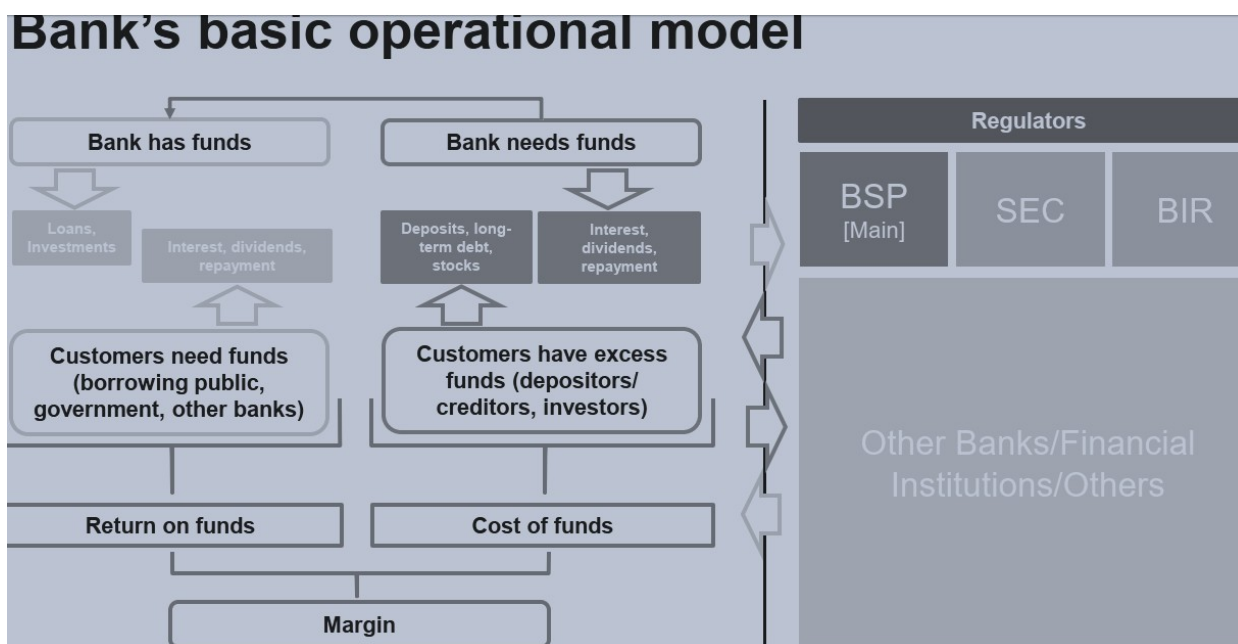 Bank's basic operational model
Bank has funds
Bank needs funds
Loans,
Investments
Interest, dividends,
repayment
Deposits, long-
term debt,
stocks
Interest,
dividends,
repayment
Customers need funds
(borrowing public,
government, other banks)
Customers have excess
funds (depositors/
creditors, investors)
Return on funds
Cost of funds
Margin
Regulators
BSP
[Main]
SEC
BIR
Other Banks/Financial
Institutions/Others